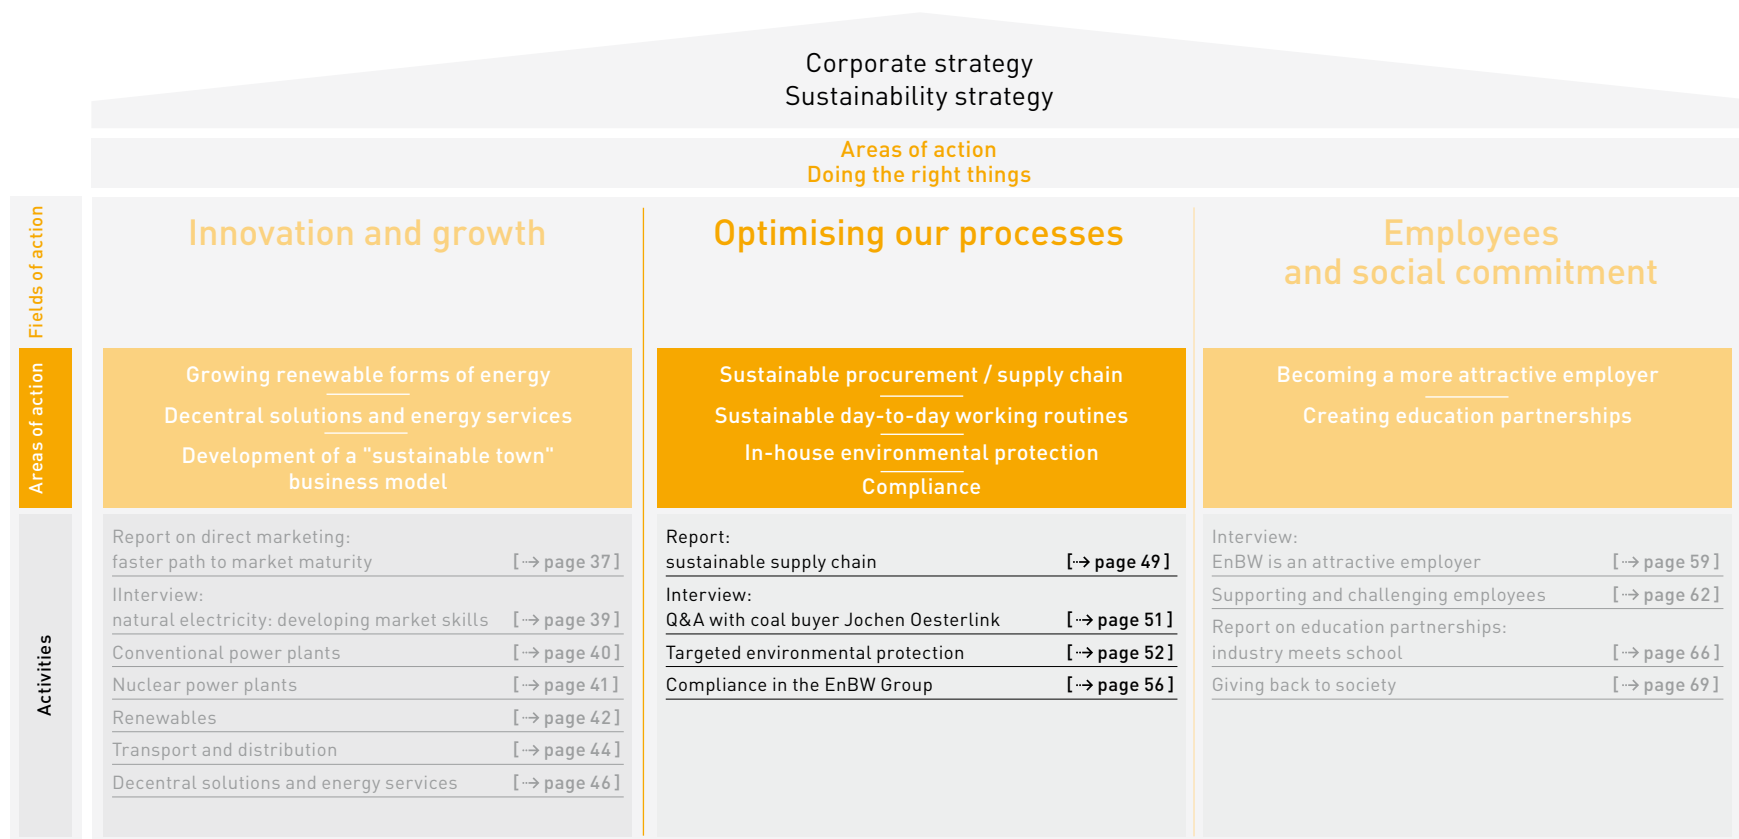 Corporate strategy
Sustainability strategy
Areas of action
Doing the right things
Fields of action
Innovation and growth
Optimising our processes
Employees
and social commitment
Areas of action
Growing renewable forms of energy
Decentral solutions and energy services
Development of a "sustainable town"
business model
Sustainable procurement / supply chain
Sustainable day-to-day working routines
In-house environmental protection
Compliance
Becoming a more attractive employer
Creating education partnerships
Activities
Report on direct marketing:
faster path to market maturity [⇢ page 37]
IInterview:
natural electricity: developing market skills [⇢ page 39]
Conventional power plants [⇢ page 40]
Nuclear power plants [⇢ page 41]
Renewables [⇢ page 42]
Transport and distribution [⇢ page 44]
Decentral solutions and energy services [⇢ page 46]
Report:
sustainable supply chain [⇢ page 49]
Interview:
Q&A with coal buyer Jochen Oesterlink [⇢ page 51]
Targeted environmental protection [⇢ page 52]
Compliance in the EnBW Group [⇢ page 56]
Interview:
EnBW is an attractive employer [⇢ page 59]
Supporting and challenging employees [⇢ page 62]
Report on education partnerships:
industry meets school [⇢ page 66]
Giving back to society [⇢ page 69]